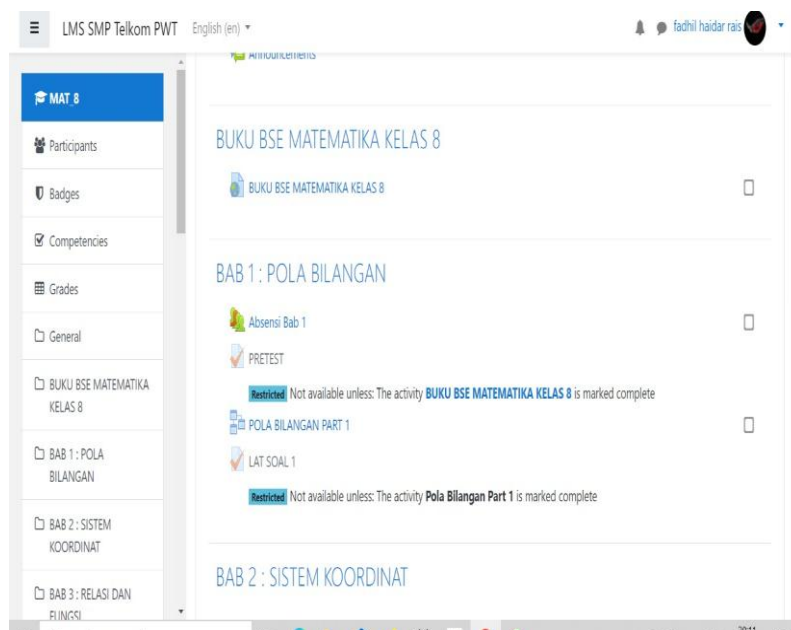 LMS SMP Telkom PWT English (en) fadhil haidar rais
Announcements
MAT_8
Participants
Badges
Competencies
Grades
General
BUKU BSE MATEMATIKA
KELAS 8
BAB 1 : POLA
BILANGAN
BAB 2 : SISTEM
KOORDINAT
BAB 3 : RELASI DAN
FUNGSI
BUKU BSE MATEMATIKA KELAS 8
BUKU BSE MATEMATIKA KELAS 8
BAB 1 : POLA BILANGAN
Absensi Bab 1
PRETEST
Restricted Not available unless: The activity BUKU BSE MATEMATIKA KELAS 8 is marked complete
POLA BILANGAN PART 1
LAT SOAL 1
Restricted Not available unless: The activity Pola Bilangan Part 1 is marked complete
BAB 2 : SISTEM KOORDINAT